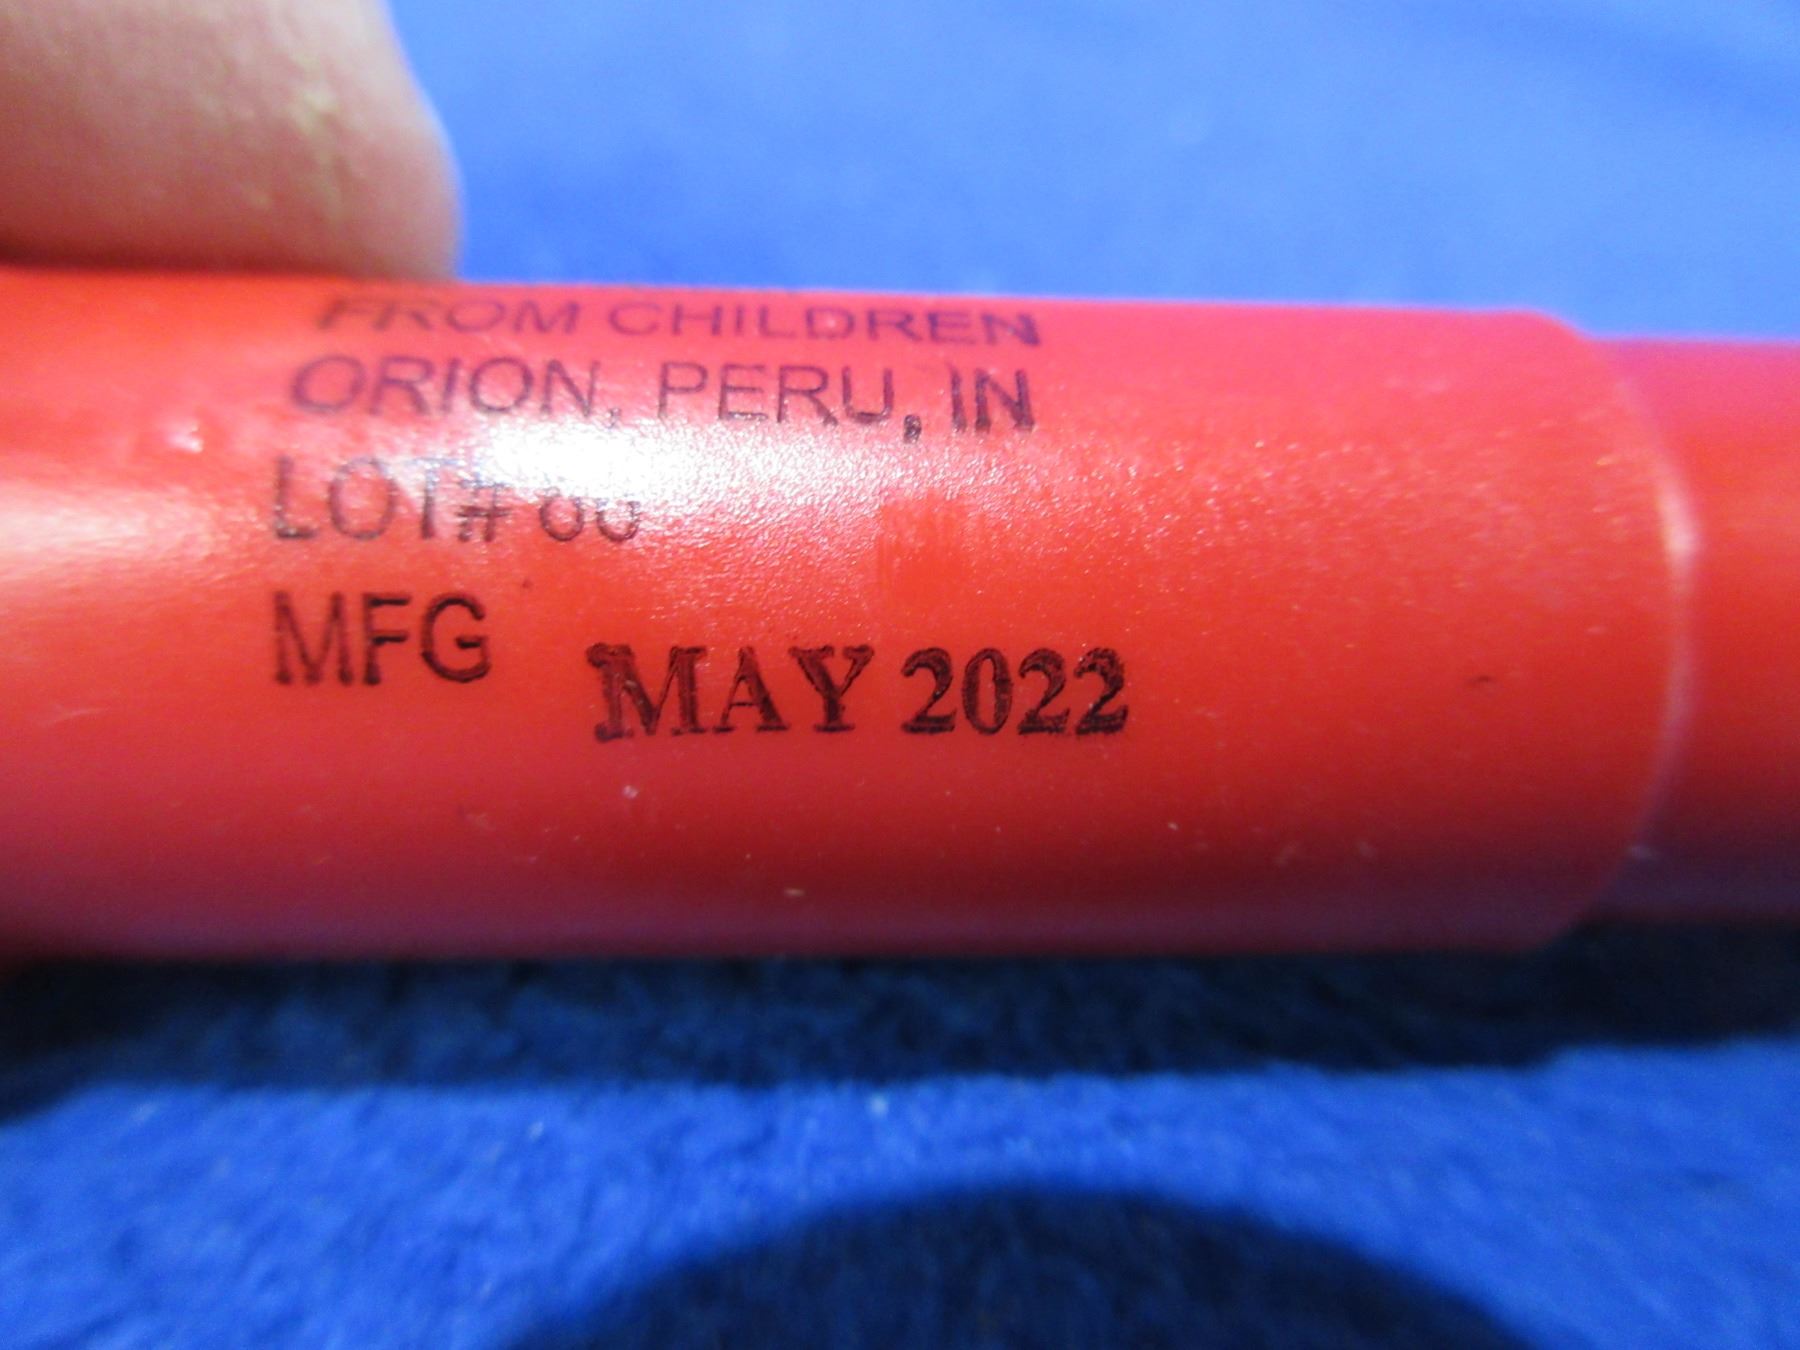 FROM CHILDREN
ORION, PERU, IN
LOT#
MFG MAY 2022